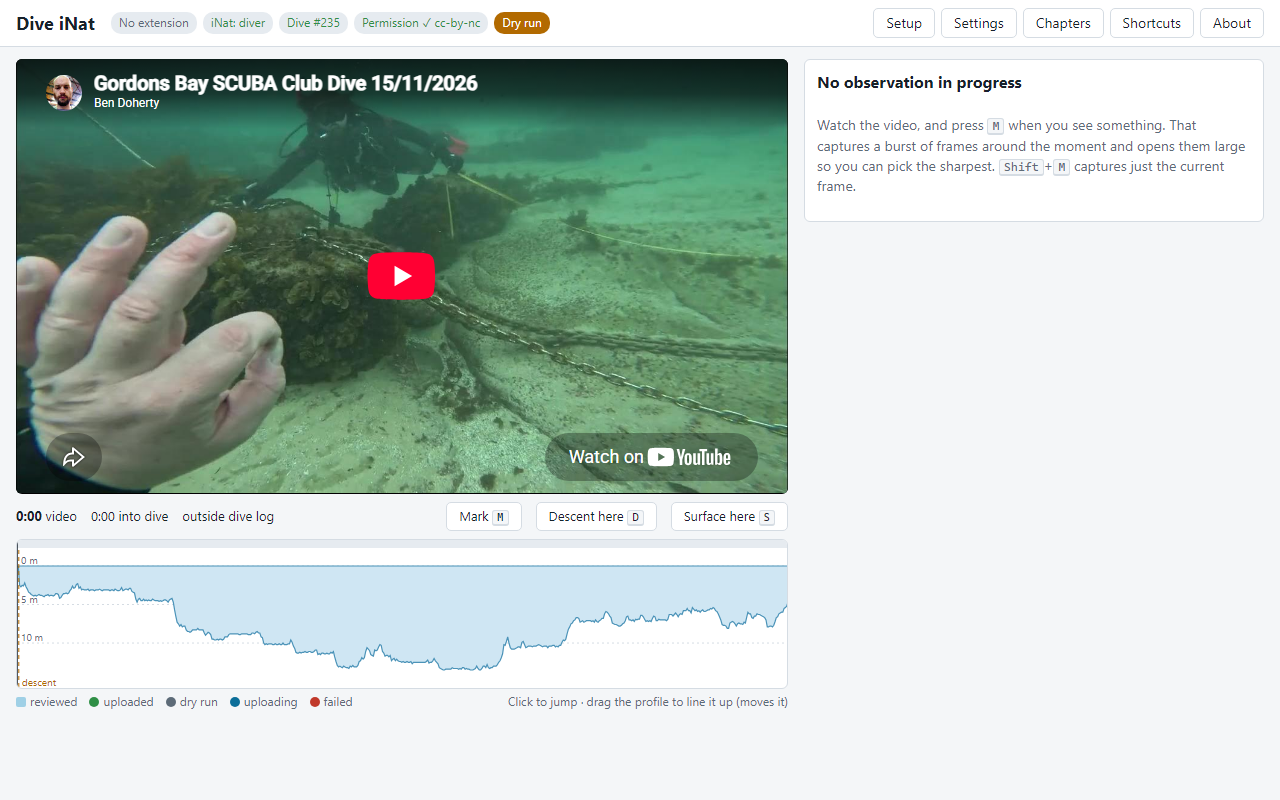 Dive iNat
No extension
iNat: diver
Dive #235
Permission ✓ cc-by-nc
Dry run
Setup
Settings
Chapters
Shortcuts
About
Gordons Bay SCUBA Club Dive 15/11/2026
Ben Doherty
Watch on YouTube
No observation in progress
Watch the video, and press M when you see something. That
captures a burst of frames around the moment and opens them large
so you can pick the sharpest. Shift+M captures just the current
frame.
0:00 video 0:00 into dive outside dive log
Mark M
Descent here D
Surface here S
0 m
5 m
10 m
descent
reviewed
uploaded
dry run
uploading
failed
Click to jump · drag the profile to line it up (moves it)